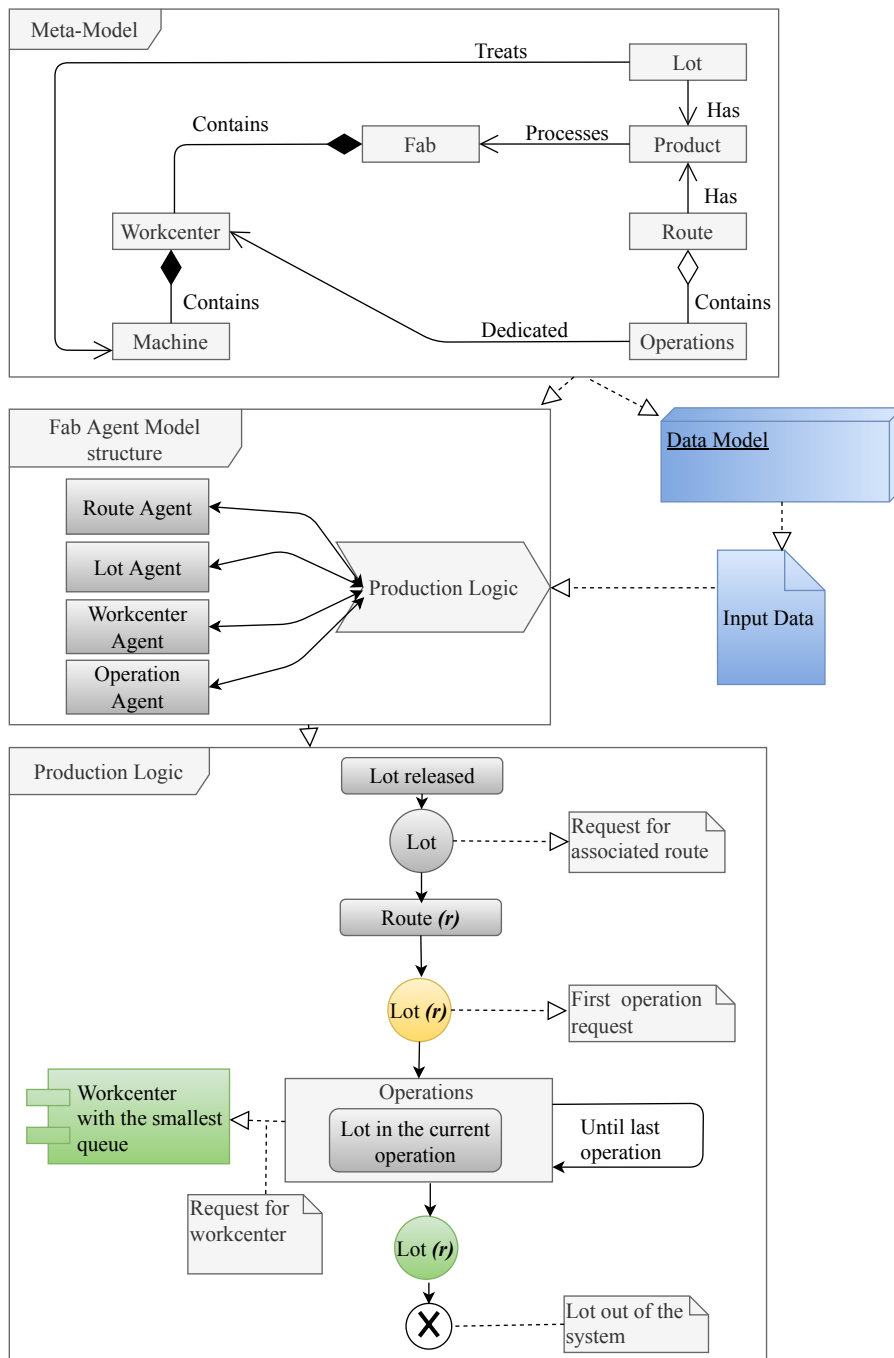 Meta-Model
Treats
Lot
Has
Contains
Fab
Processes
Product
Has
Workcenter
Route
Contains
Contains
Machine
Dedicated
Operations
Fab Agent Model
structure
Data Model
Route Agent
Lot Agent
Workcenter
Agent
Operation
Agent
Production Logic
Input Data
Production Logic
Lot released
Lot
Request for
associated route
Route (r)
Lot (r)
First operation
request
Operations
Lot in the current
operation
Until last
operation
Workcenter
with the smallest
queue
Request for
workcenter
Lot (r)
X
Lot out of the
system